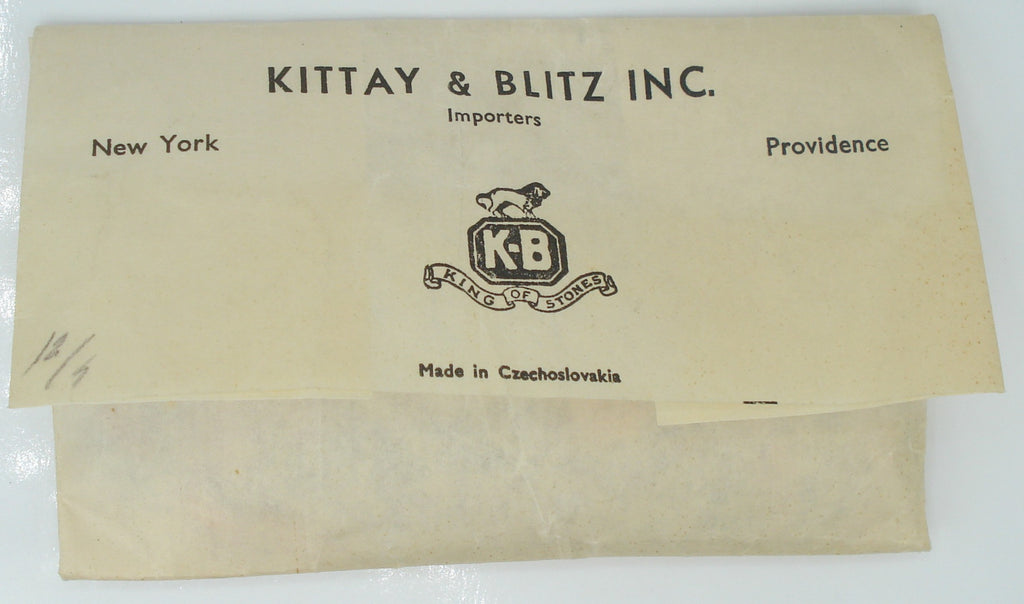 KITTAY & BLITZ INC.
Importers
New York
Providence
K-B
KING OF STONES
Made in Czechoslovakia